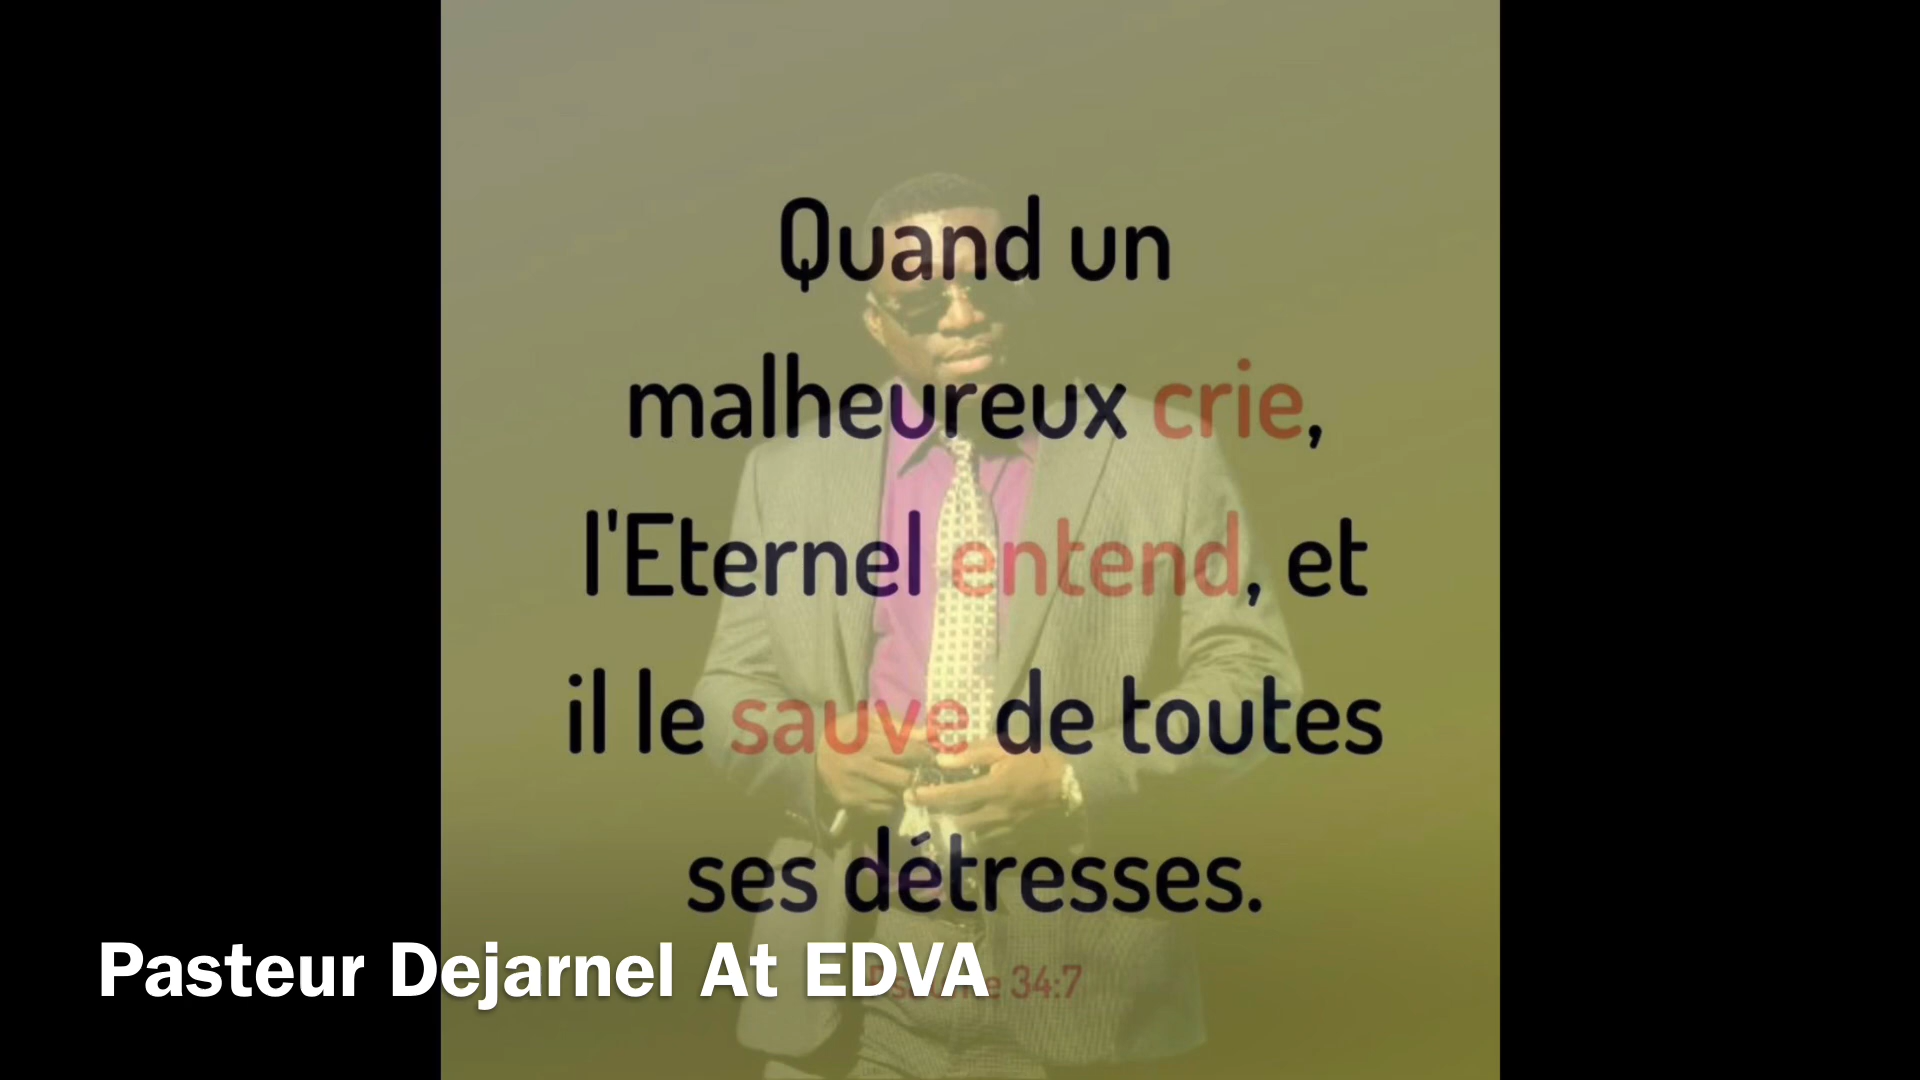 Quand un
malheureux crie,
l'Eternel entend, et
il le sauve de toutes
ses détresses.
34:7
Pasteur Dejarnel At EDVA